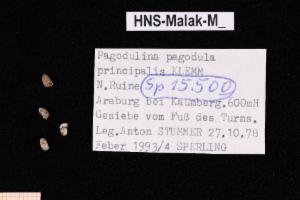 HNS-Malak-M_
Pagodulina pagodula
principalis KLEMM
N.Ruine Sp 15.500
Araburg bei Kaumberg.600mH
Gesiebe vom Fuß des Turms.
Leg.Anton STUMMER 27.10.78
Feber 1993/4 SPERLING